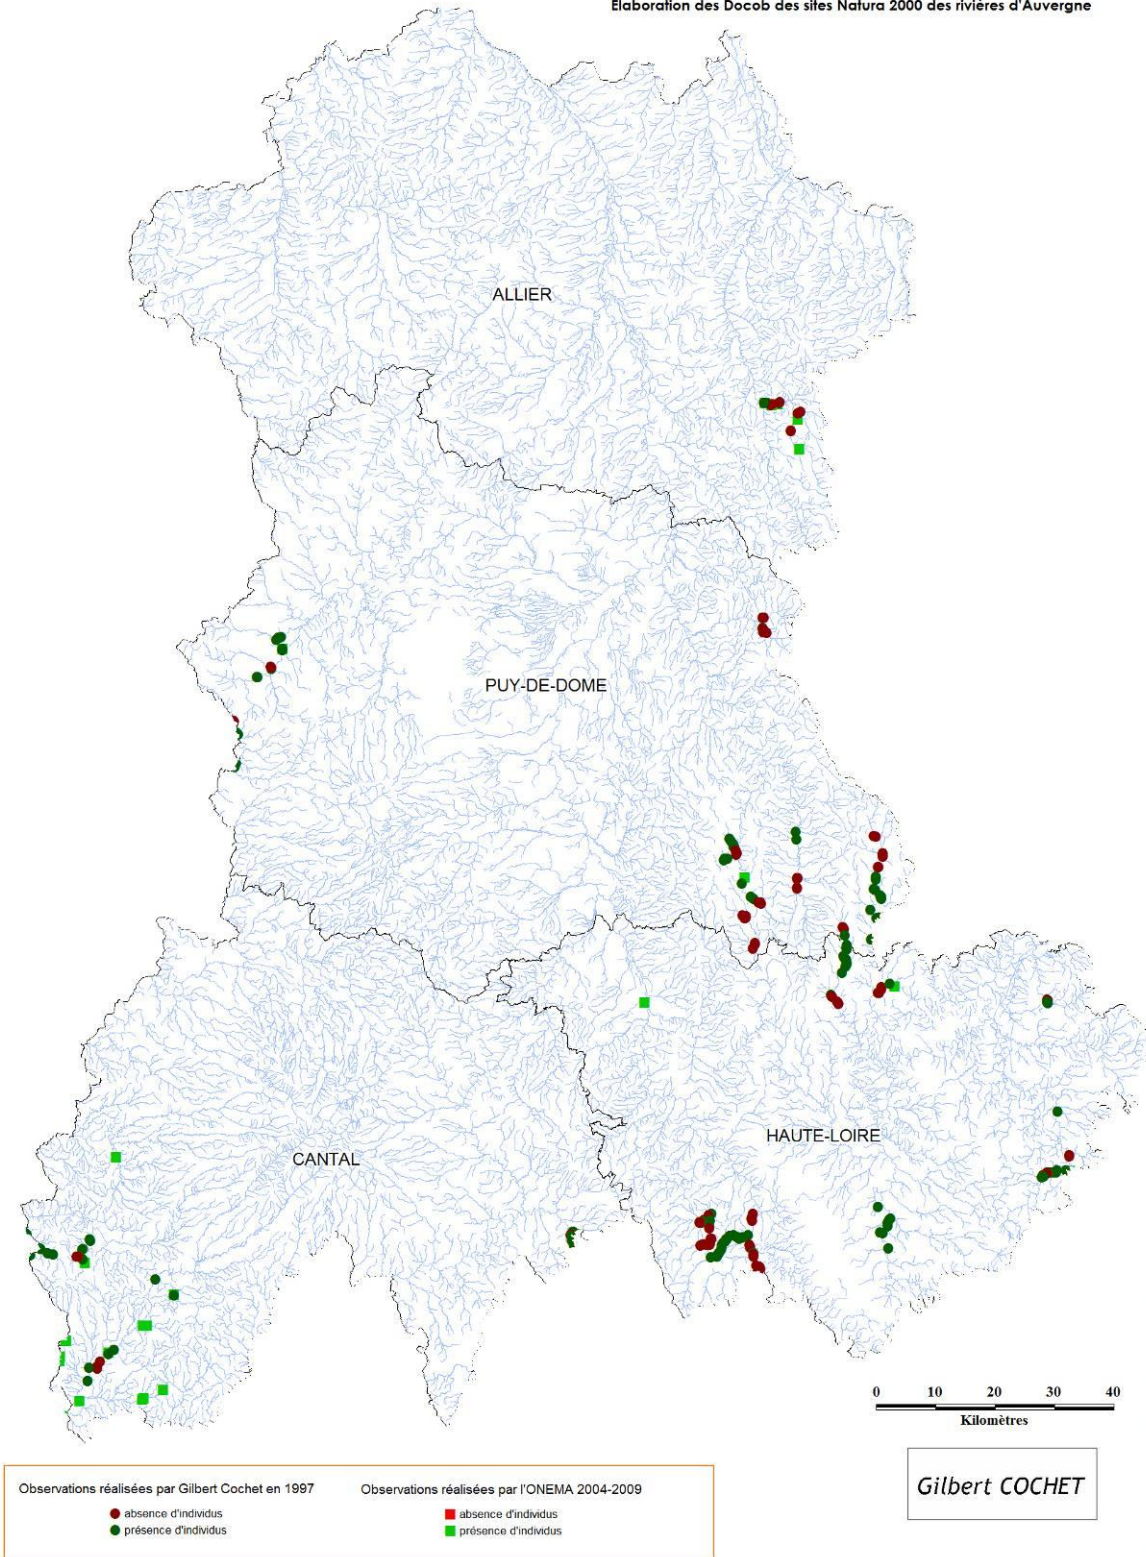 Elaboration des Docob des sites Natura 2000 des rivières d'Auvergne
ALLIER
PUY-DE-DOME
CANTAL
HAUTE-LOIRE
0 10 20 30 40
Kilomètres
Gilbert COCHET
Observations réalisées par Gilbert Cochet en 1997
absence d'individus
présence d'individus
Observations réalisées par l'ONEMA 2004-2009
absence d'individus
présence d'individus